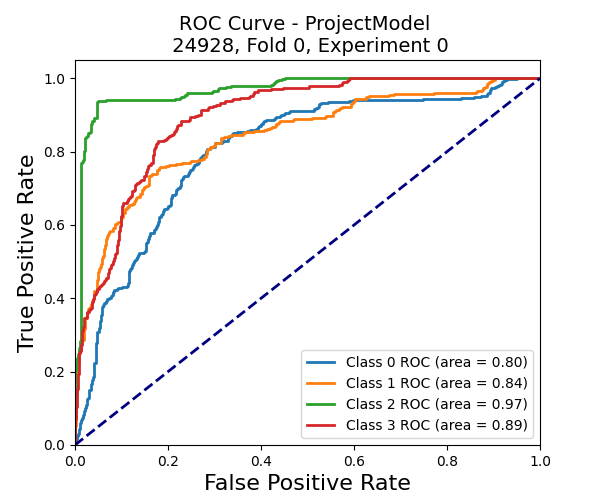 ROC Curve - ProjectModel
24928, Fold 0, Experiment 0
True Positive Rate
1.0
0.8
0.6
0.4
0.2
0.0
Class 0 ROC (area = 0.80)
Class 1 ROC (area = 0.84)
Class 2 ROC (area = 0.97)
Class 3 ROC (area = 0.89)
0.0 0.2 0.4 0.6 0.8 1.0
False Positive Rate